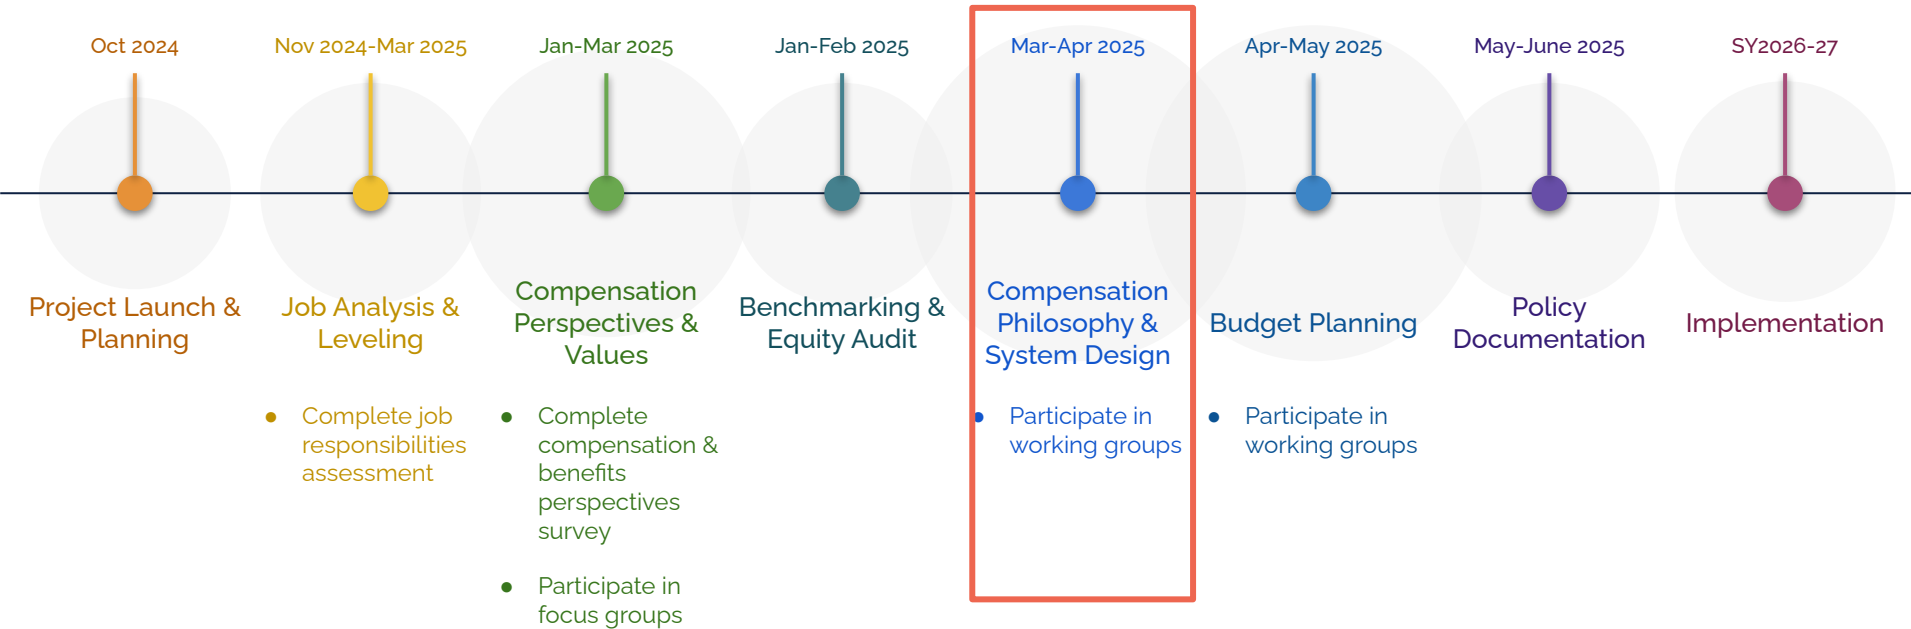 Oct 2024
Nov 2024-Mar 2025
Jan-Mar 2025
Jan-Feb 2025
Mar-Apr 2025
Apr-May 2025
May-June 2025
SY2026-27
Project Launch &
Planning
Job Analysis &
Leveling
Compensation
Perspectives &
Values
Benchmarking &
Equity Audit
Compensation
Philosophy &
System Design
Budget Planning
Policy
Documentation
Implementation
● Complete job
responsibilities
assessment
● Complete
compensation &
benefits
perspectives
survey
● Participate in
focus groups
● Participate in
working groups
● Participate in
working groups